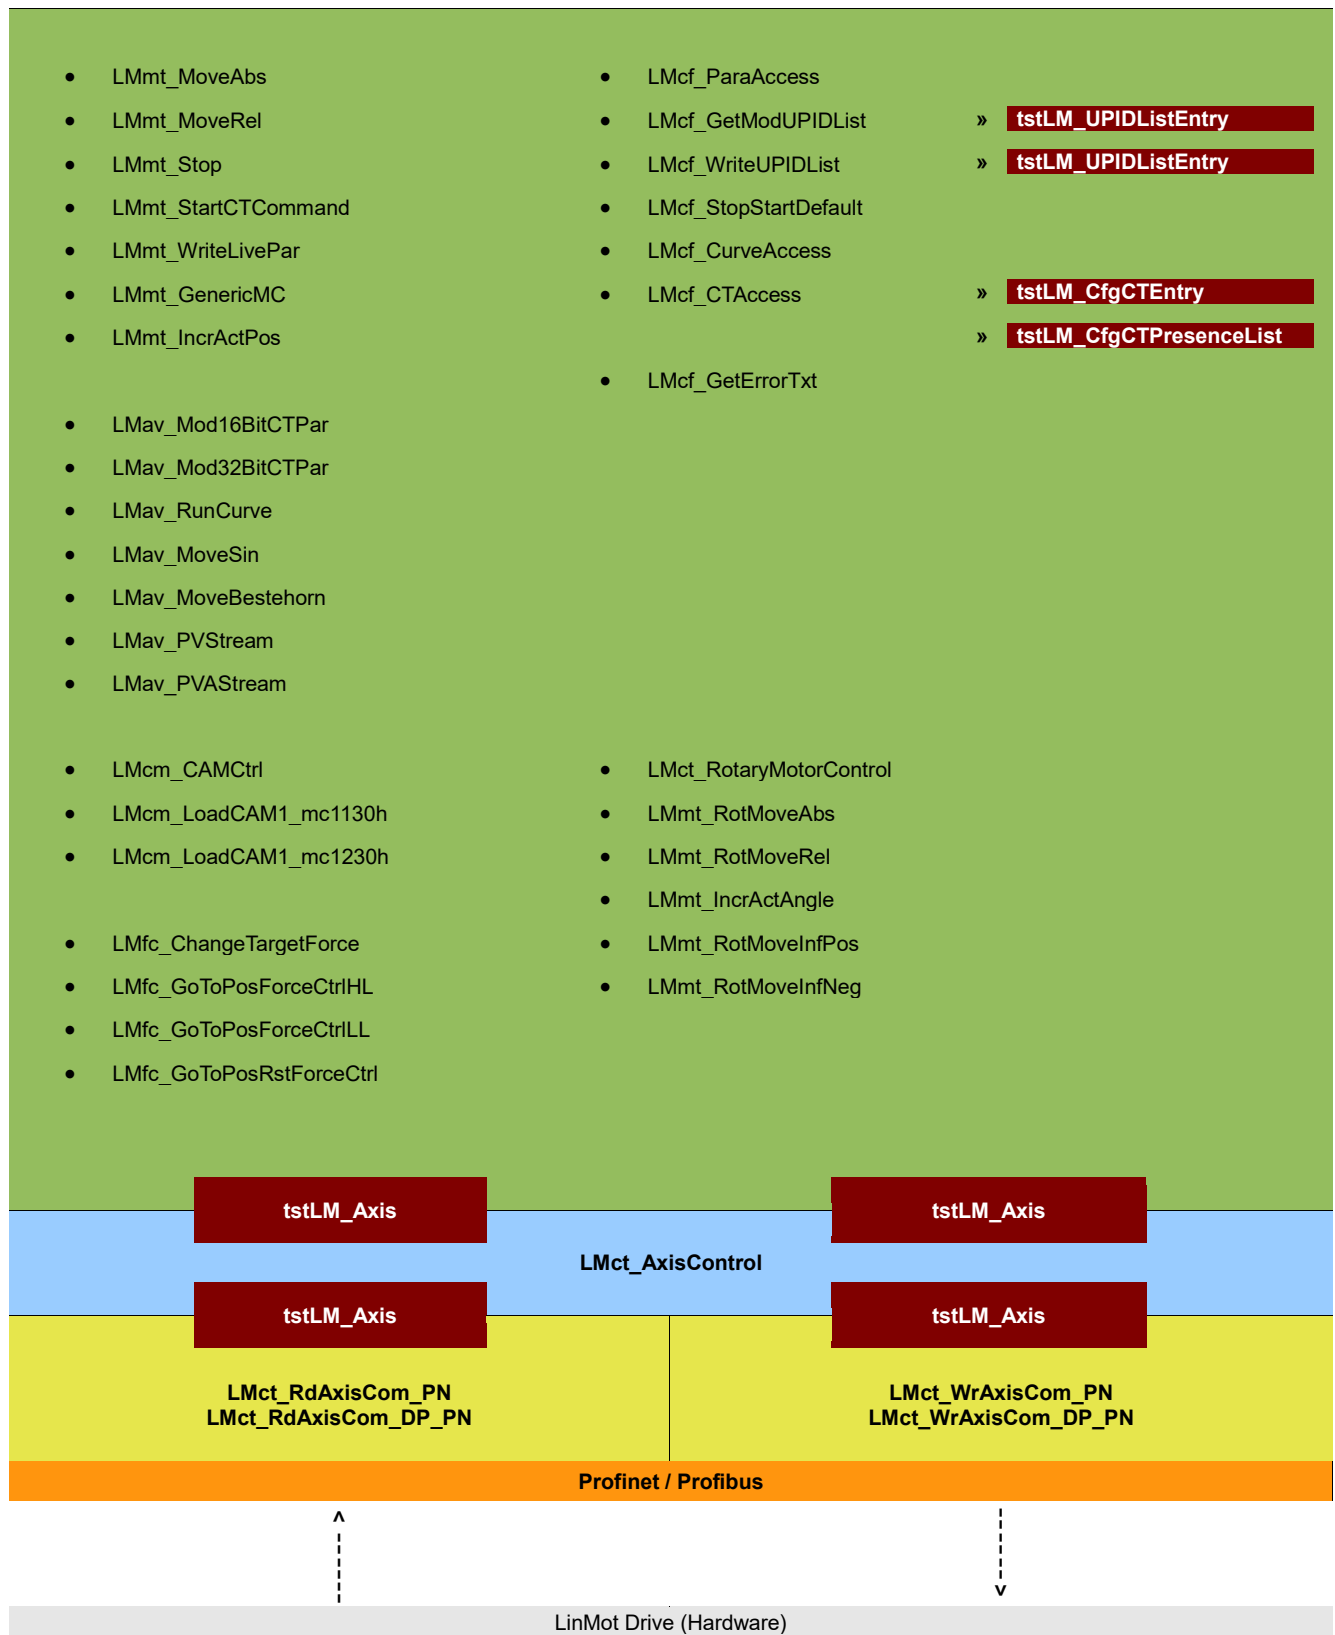 ● LMmt_MoveAbs
● LMmt_MoveRel
● LMmt_Stop
● LMmt_StartCTCommand
● LMmt_WriteLivePar
● LMmt_GenericMC
● LMmt_IncrActPos
● LMav_Mod16BitCTPar
● LMav_Mod32BitCTPar
● LMav_RunCurve
● LMav_MoveSin
● LMav_MoveBestehorn
● LMav_PVStream
● LMav_PVAStream
● LMcm_CAMCtrl
● LMcm_LoadCAM1_mc1130h
● LMcm_LoadCAM1_mc1230h
● LMfc_ChangeTargetForce
● LMfc_GoToPosForceCtrlHL
● LMfc_GoToPosForceCtrlLL
● LMfc_GoToPosRstForceCtrl
● LMcf_ParaAccess
● LMcf_GetModUPIDList » tstLM_UPIDListEntry
● LMcf_WriteUPIDList » tstLM_UPIDListEntry
● LMcf_StopStartDefault
● LMcf_CurveAccess
● LMcf_CTAccess » tstLM_CfgCTEntry
» tstLM_CfgCTPresenceList
● LMcf_GetErrorTxt
● LMct_RotaryMotorControl
● LMmt_RotMoveAbs
● LMmt_RotMoveRel
● LMmt_IncrActAngle
● LMmt_RotMoveInfPos
● LMmt_RotMoveInfNeg
tstLM_Axis
tstLM_Axis
LMct_AxisControl
tstLM_Axis
tstLM_Axis
LMct_RdAxisCom_PN
LMct_RdAxisCom_DP_PN
LMct_WrAxisCom_PN
LMct_WrAxisCom_DP_PN
Profinet / Profibus
LinMot Drive (Hardware)